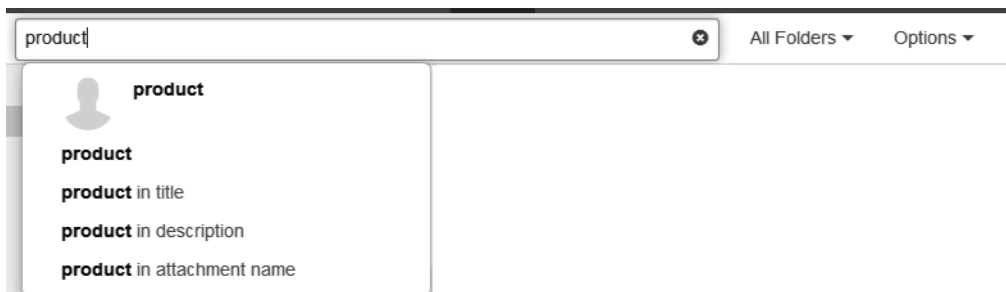 product All Folders Options
product
product
product in title
product in description
product in attachment name